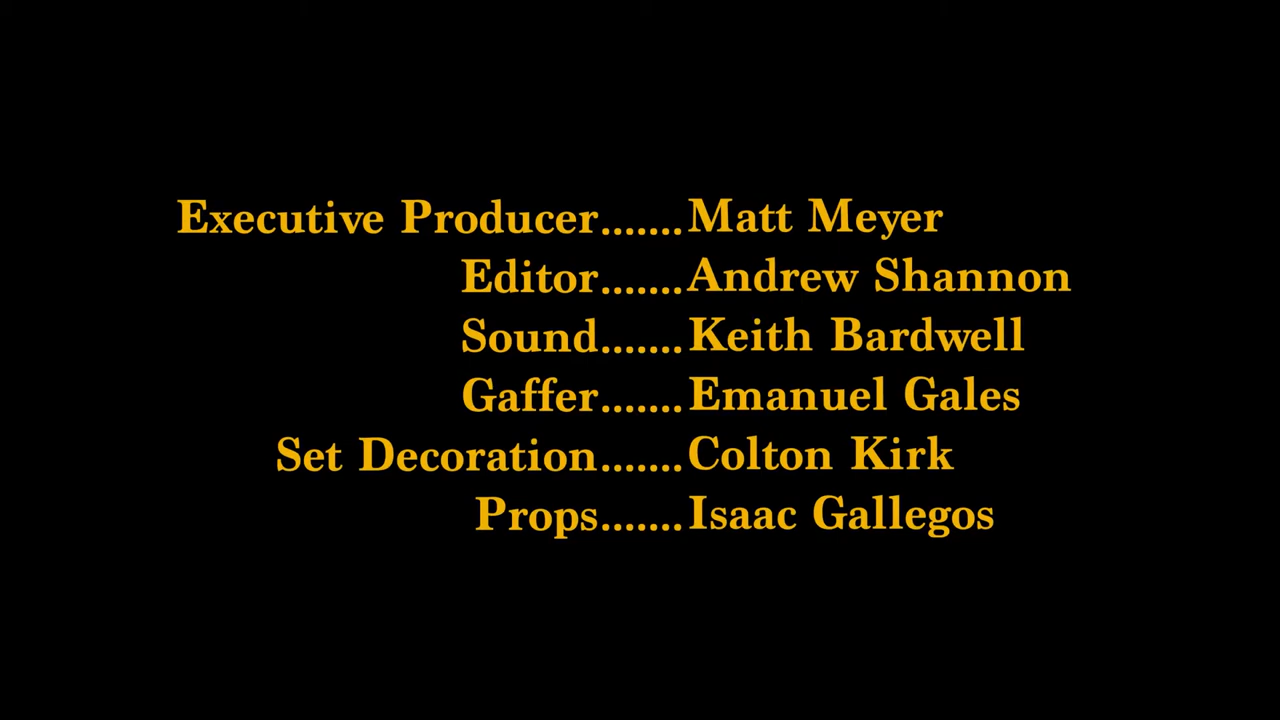 Executive Producer.......Matt Meyer
Editor.......Andrew Shannon
Sound.......Keith Bardwell
Gaffer.......Emanuel Gales
Set Decoration.......Colton Kirk
Props.......Isaac Gallegos